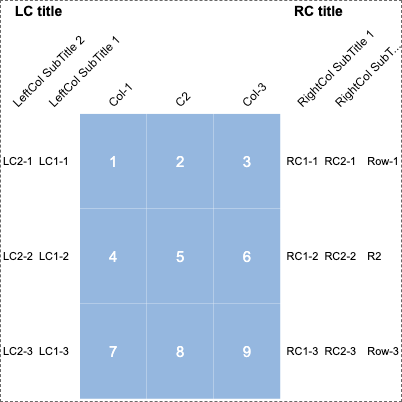 LC title RC title
LeftCol SubTitle 2 LeftCol SubTitle 1 Col-1 C2 Col-3 RightCol SubTitle 1 RightCol SubT...
LC2-1 LC1-1 1 2 3 RC1-1 RC2-1 Row-1
LC2-2 LC1-2 4 5 6 RC1-2 RC2-2 R2
LC2-3 LC1-3 7 8 9 RC1-3 RC2-3 Row-3